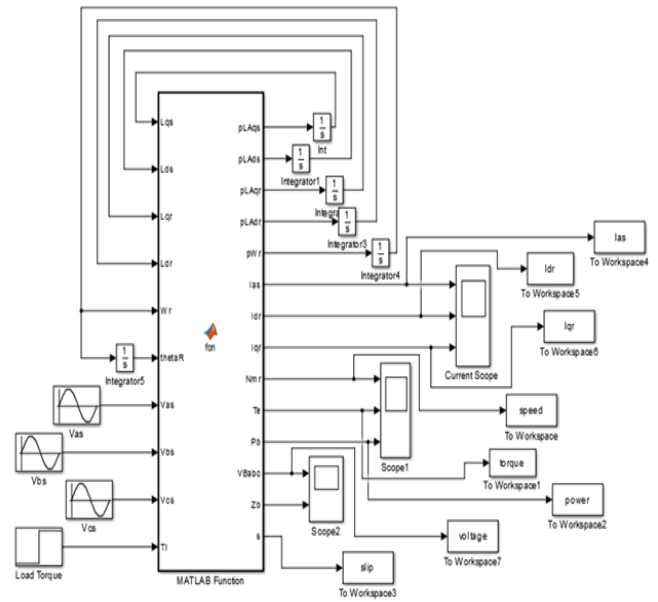 Lqs
Lds
Lqr
Ldr
Wr
thetaR
Vas
Vbs
Vcs
Tl
fcn
pLAqs
pLAds
pLAqr
pLAdr
pWr
Ias
Idr
Iqr
Nmr
Te
Pb
VBabc
Zb
s
MATLAB Function
1
s
Int
1
s
Integrator1
1
s
1
s
Integrator3
1
s
Integrator4
1
s
Integrator5
Vas
Vbs
Vcs
Load Torque
Current Scope
Scope1
Scope2
Ias
To Workspace4
Idr
To Workspace5
Iqr
To Workspace6
speed
To Workspace
torque
To Workspace1
power
To Workspace2
voltage
To Workspace7
slip
To Workspace3